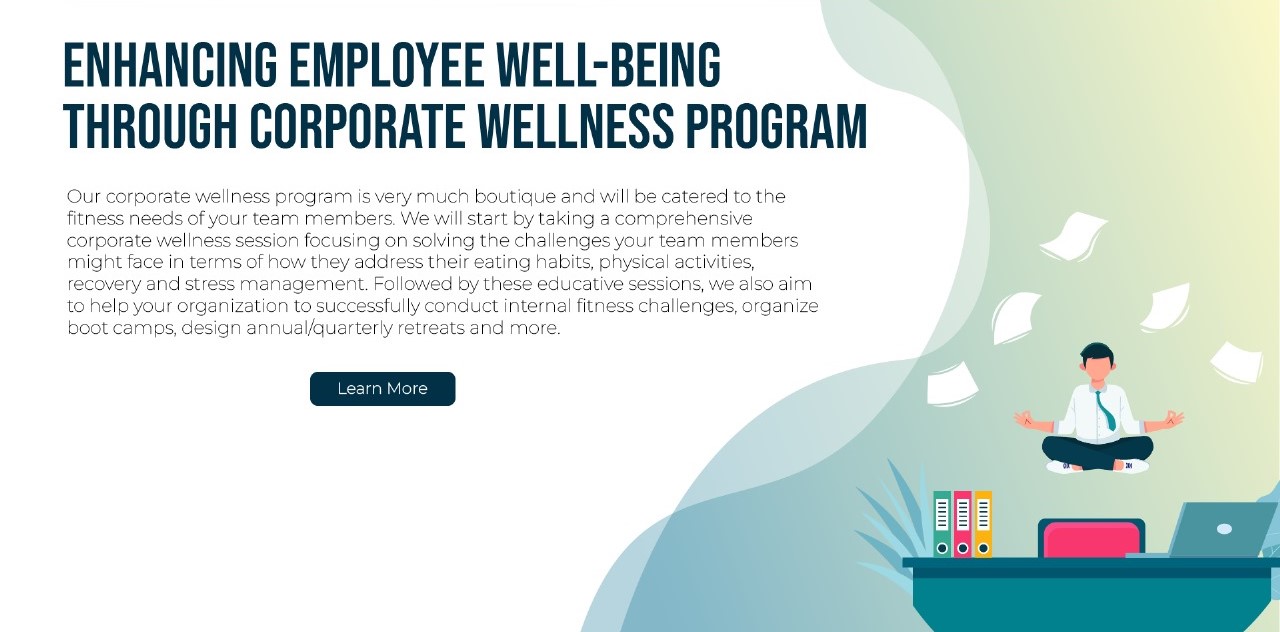 ENHANCING EMPLOYEE WELL-BEING
THROUGH CORPORATE WELLNESS PROGRAM
Our corporate wellness program is very much boutique and will be catered to the
fitness needs of your team members. We will start by taking a comprehensive
corporate wellness session focusing on solving the challenges your team members
might face in terms of how they address their eating habits, physical activities,
recovery and stress management. Followed by these educative sessions, we also aim
to help your organization to successfully conduct internal fitness challenges, organize
boot camps, design annual/quarterly retreats and more.
Learn More